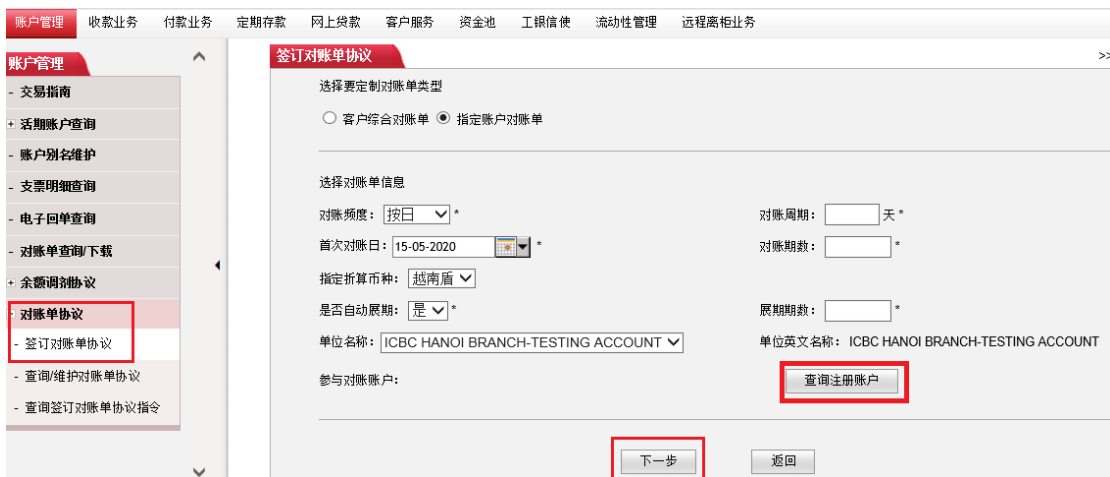 账户管理 收款业务 付款业务 定期存款 网上贷款 客户服务 资金池 工银信使 流动性管理 远程离柜业务
账户管理
- 交易指南
+ 活期账户查询
- 账户别名维护
- 支票明细查询
- 电子回单查询
- 对账单查询/下载
+ 余额调剂协议
对账单协议
- 签订对账单协议
- 查询/维护对账单协议
- 查询签订对账单协议指令
签订对账单协议 >>
选择要定制对账单类型
客户综合对账单 指定账户对账单
选择对账单信息
对账频度: 按日 * 对账周期: 天 *
首次对账日: 15-05-2020 * 对账期数: *
指定折算币种: 越南盾
是否自动展期: 是 * 展期期数: *
单位名称: ICBC HANOI BRANCH-TESTING ACCOUNT 单位英文名称: ICBC HANOI BRANCH-TESTING ACCOUNT
参与对账账户: 查询注册账户
下一步 返回